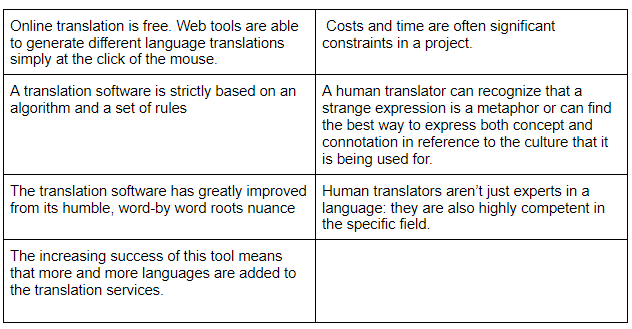 Online translation is free. Web tools are able
to generate different language translations
simply at the click of the mouse.
Costs and time are often significant
constraints in a project.
A translation software is strictly based on an
algorithm and a set of rules
A human translator can recognize that a
strange expression is a metaphor or can find
the best way to express both concept and
connotation in reference to the culture that it
is being used for.
The translation software has greatly improved
from its humble, word-by word roots nuance
Human translators aren’t just experts in a
language: they are also highly competent in
the specific field.
The increasing success of this tool means
that more and more languages are added to
the translation services.